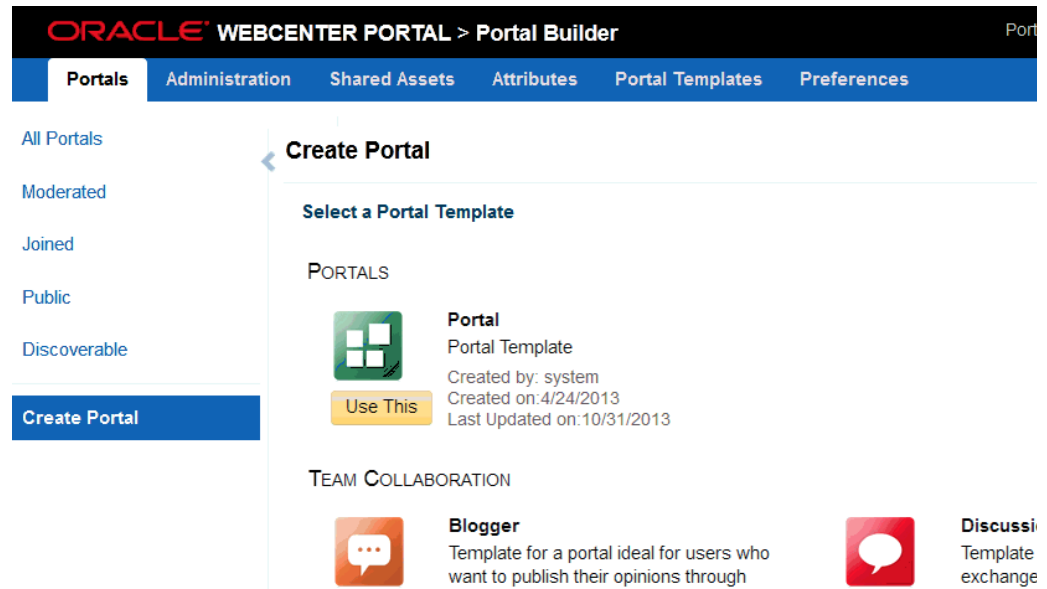 ORACLE WEBCENTER PORTAL > Portal Builder
Portals Administration Shared Assets Attributes Portal Templates Preferences
All Portals
Moderated
Joined
Public
Discoverable
Create Portal
Create Portal
Select a Portal Template
PORTALS
Portal
Portal Template
Created by: system
Created on:4/24/2013
Last Updated on:10/31/2013
Use This
TEAM COLLABORATION
Blogger
Template for a portal ideal for users who
want to publish their opinions through
Template
exchange